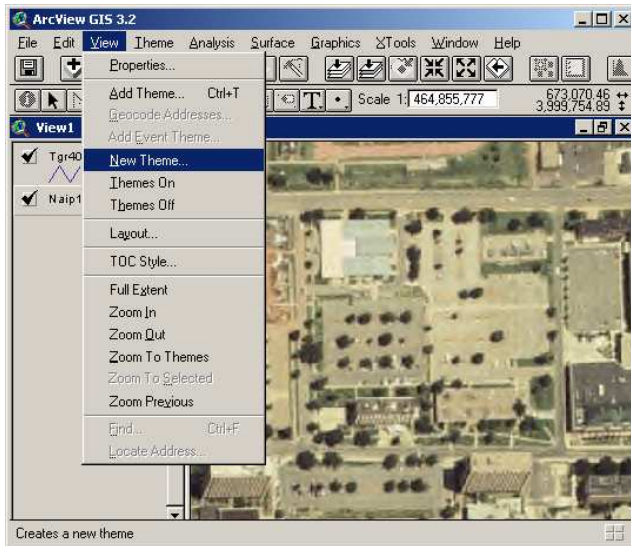 ArcView GIS 3.2
File Edit View Theme Analysis Surface Graphics XTools Window Help
T
Scale 1: 464,855,777
673,070.46
3,999,754.89
View1
Tgr40
Naip1
Properties...
Add Theme... Ctrl+T
Geocode Addresses...
Add Event Theme...
New Theme...
Themes On
Themes Off
Layout...
TOC Style...
Full Extent
Zoom In
Zoom Out
Zoom To Themes
Zoom To Selected
Zoom Previous
Find... Ctrl+F
Locate Address...
Creates a new theme